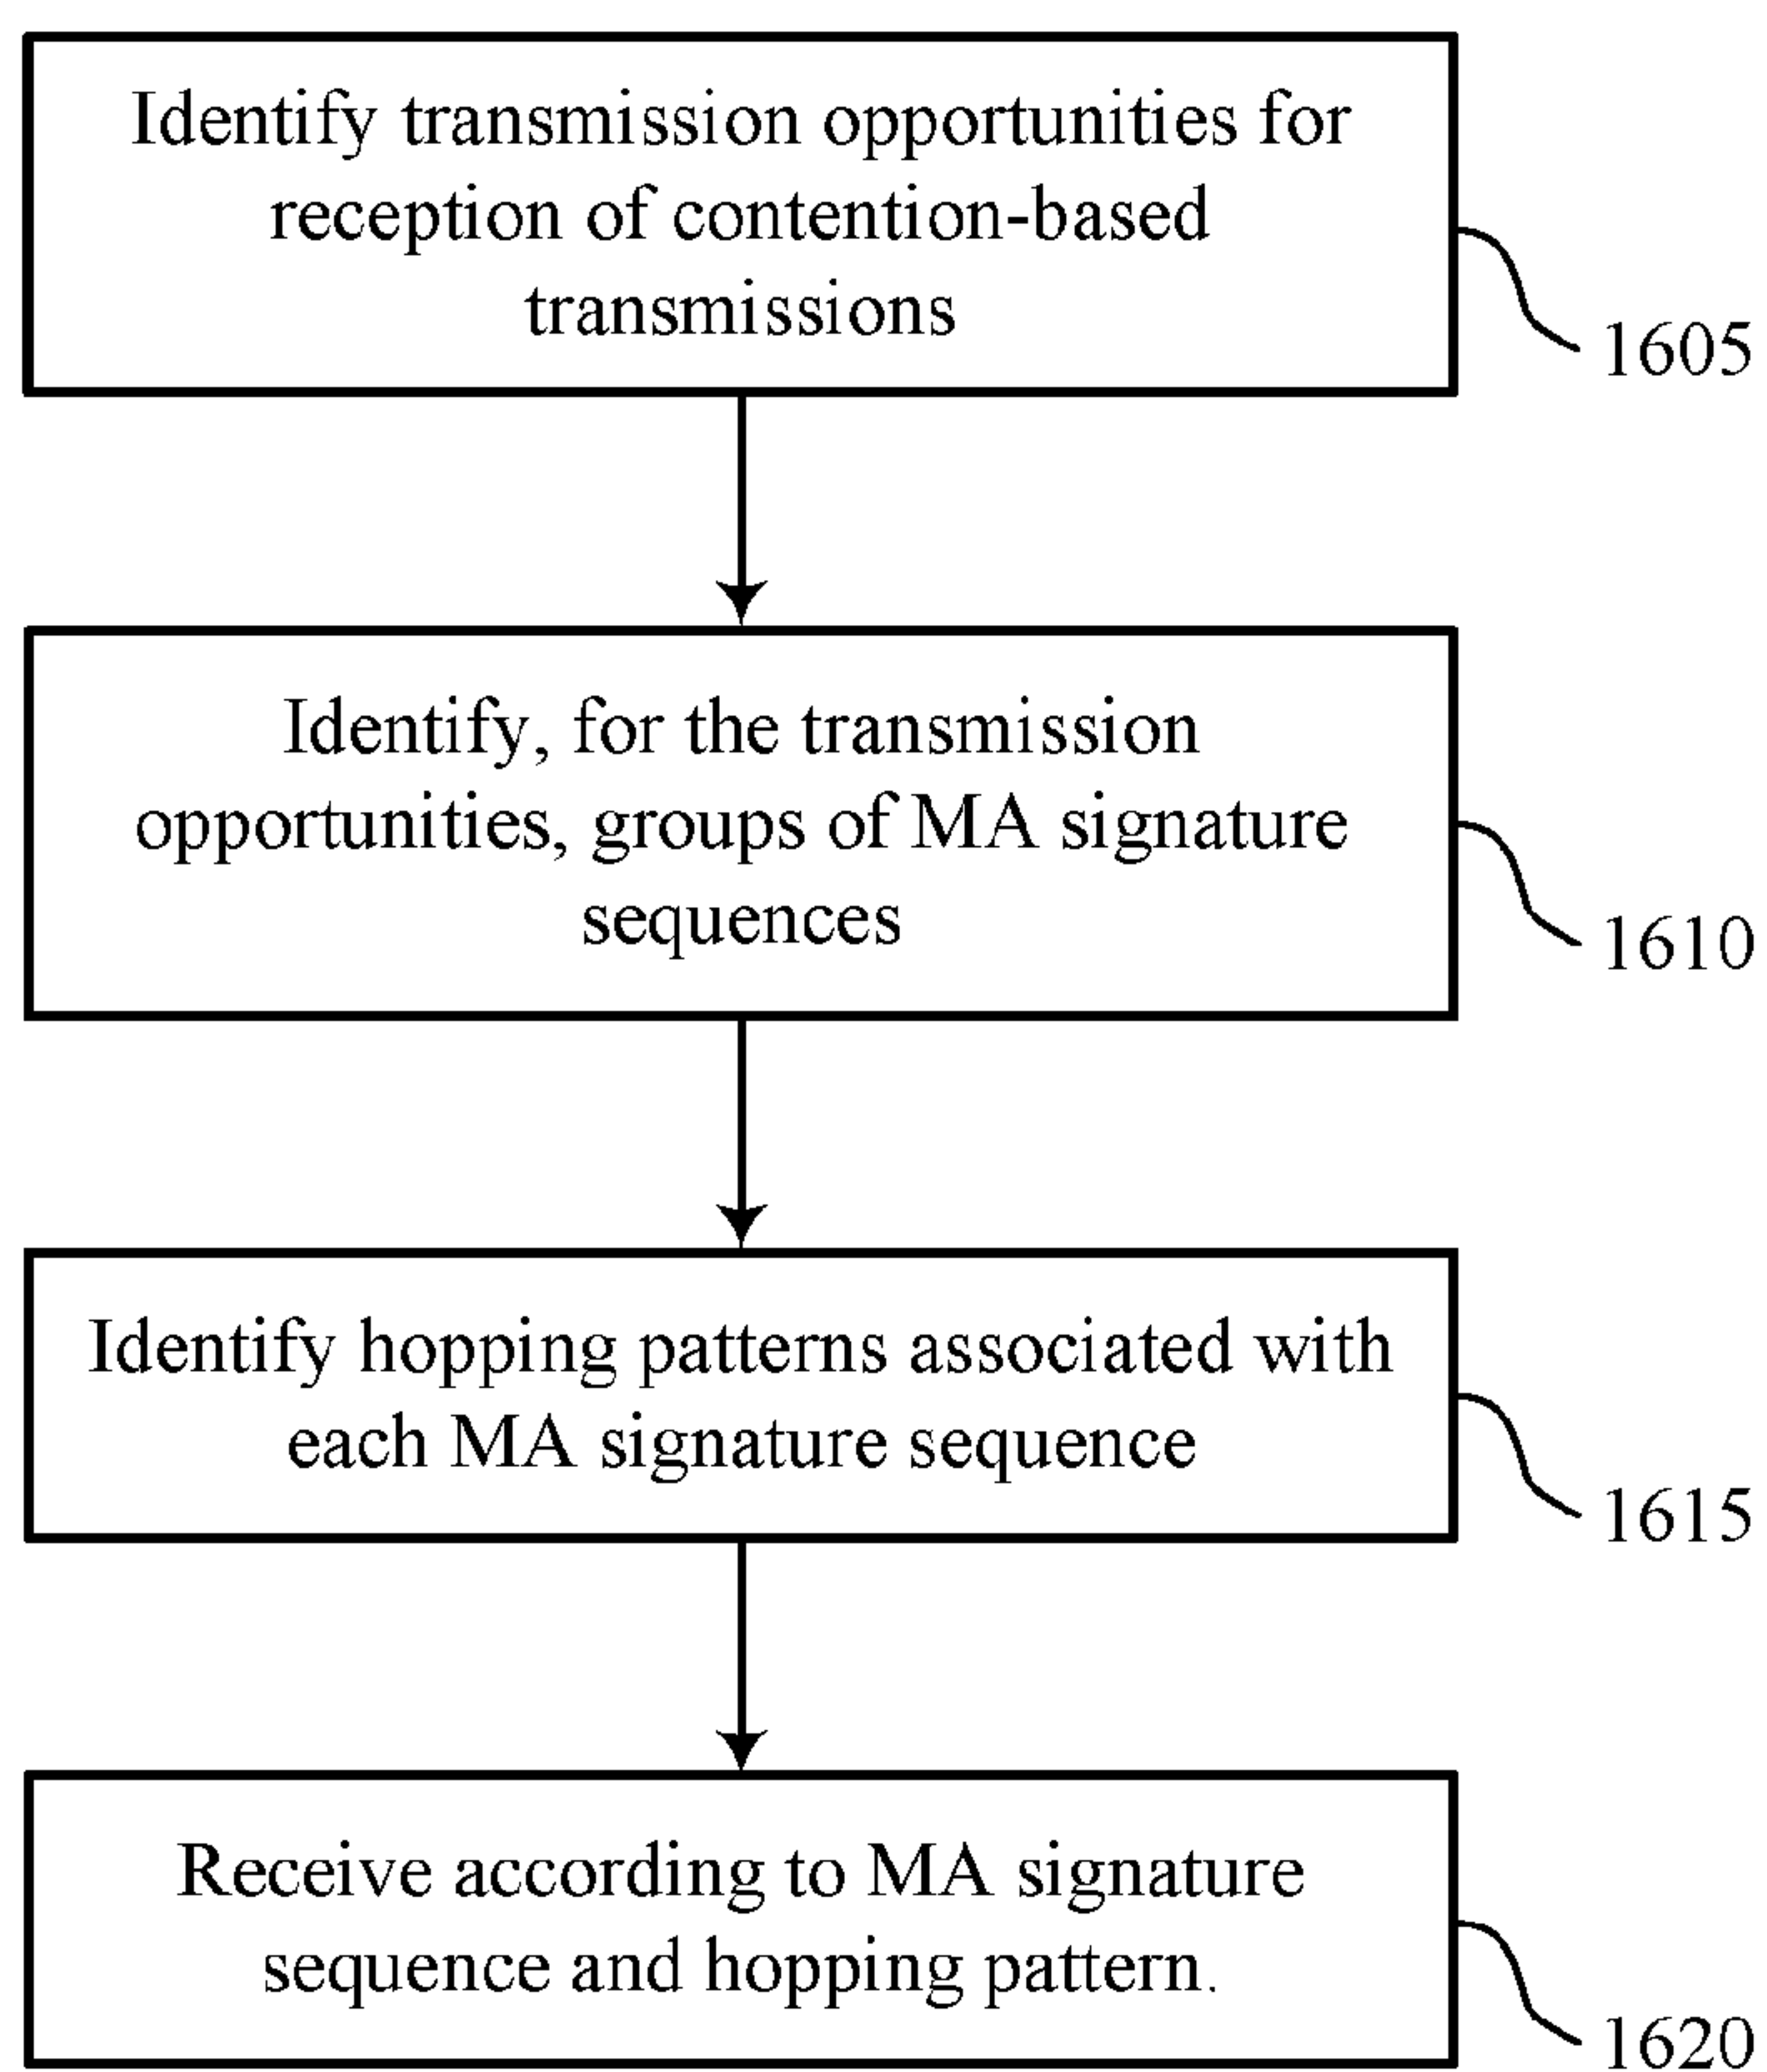 Identify transmission opportunities for
reception of contention-based
transmissions
1605
Identify, for the transmission
opportunities, groups of MA signature
sequences
1610
Identify hopping patterns associated with
each MA signature sequence
1615
Receive according to MA signature
sequence and hopping pattern.
1620